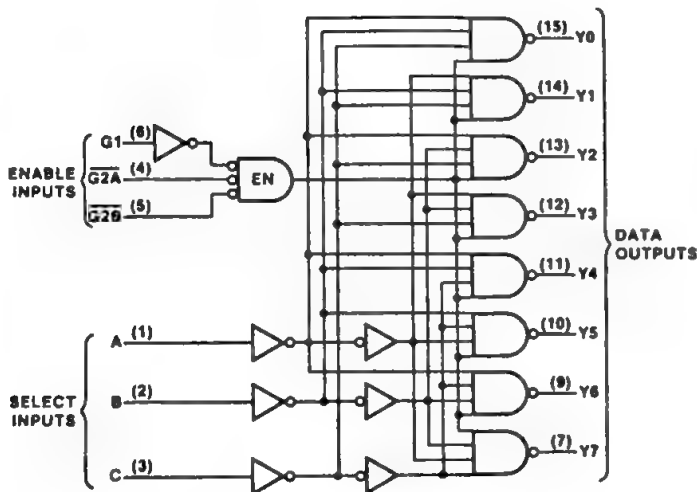 (15) Y0
(14) Y1
G1 (6)
(13) Y2
ENABLE
INPUTS
G2A (4)
EN
G2B (5)
(12) Y3
DATA
OUTPUTS
(11) Y4
A (1)
(10) Y5
SELECT
INPUTS
B (2)
(9) Y6
C (3)
(7) Y7